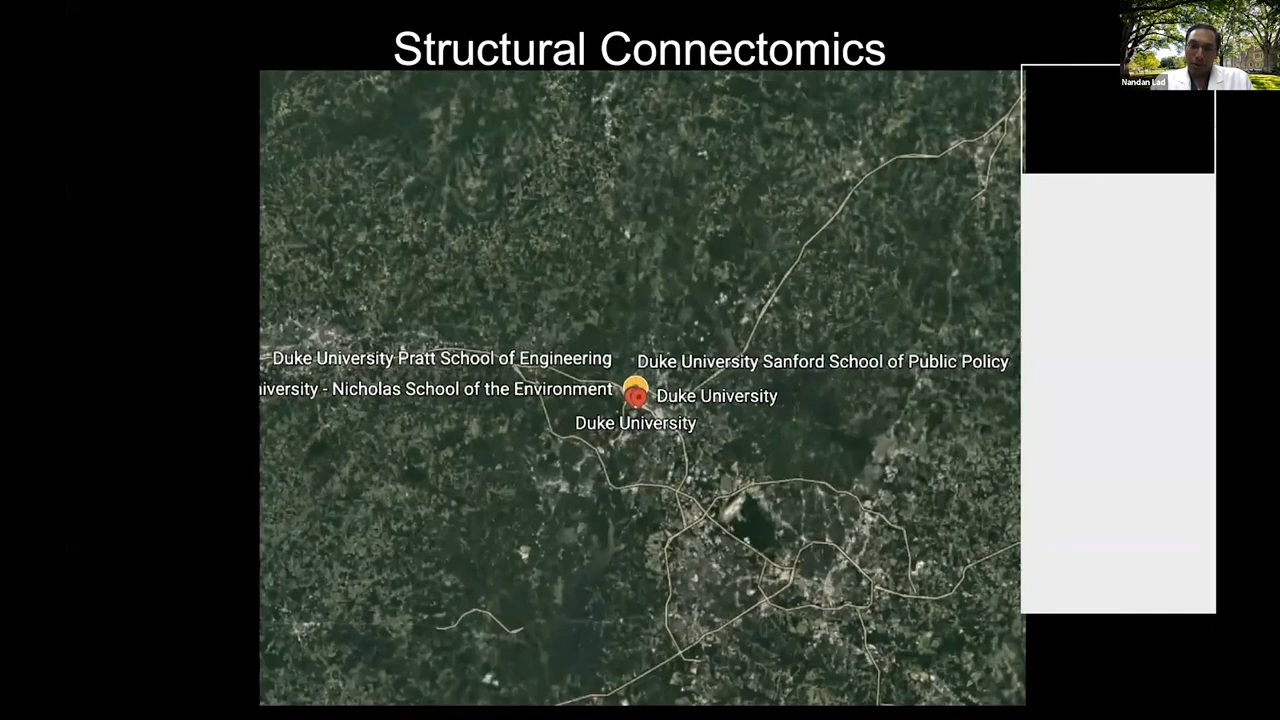 Structural Connectomics
Nandan Lad
Duke University Pratt School of Engineering
Duke University Sanford School of Public Policy
iversity - Nicholas School of the Environment
Duke University
Duke University